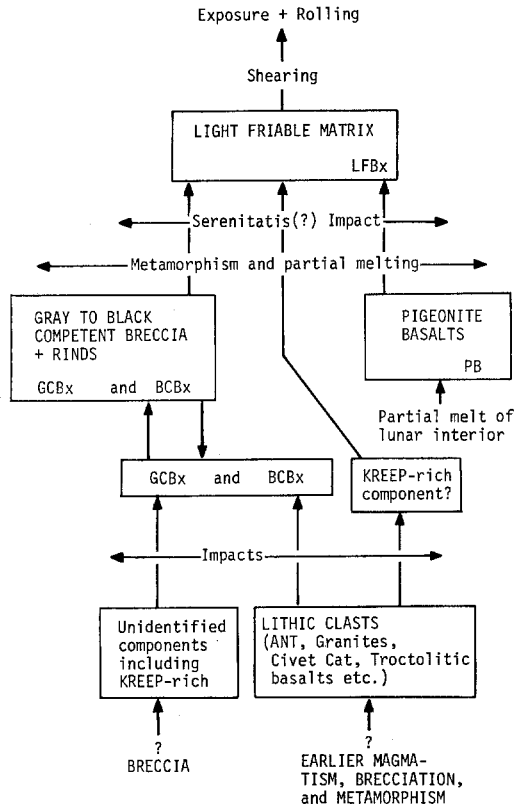 Exposure + Rolling
Shearing
LIGHT FRIABLE MATRIX
LFBx
Serenitatis(?) Impact
Metamorphism and partial melting
GRAY TO BLACK
COMPETENT BRECCIA
+ RINDS
GCBx and BCBx
PIGEONITE
BASALTS
PB
Partial melt of
lunar interior
GCBx and BCBx
KREEP-rich
component?
Impacts
Unidentified
components
including
KREEP-rich
LITHIC CLASTS
(ANT, Granites,
Civet Cat, Troctolitic
basalts etc.)
?
BRECCIA
?
EARLIER MAGMA-
TISM, BRECCIATION,
and METAMORPHISM